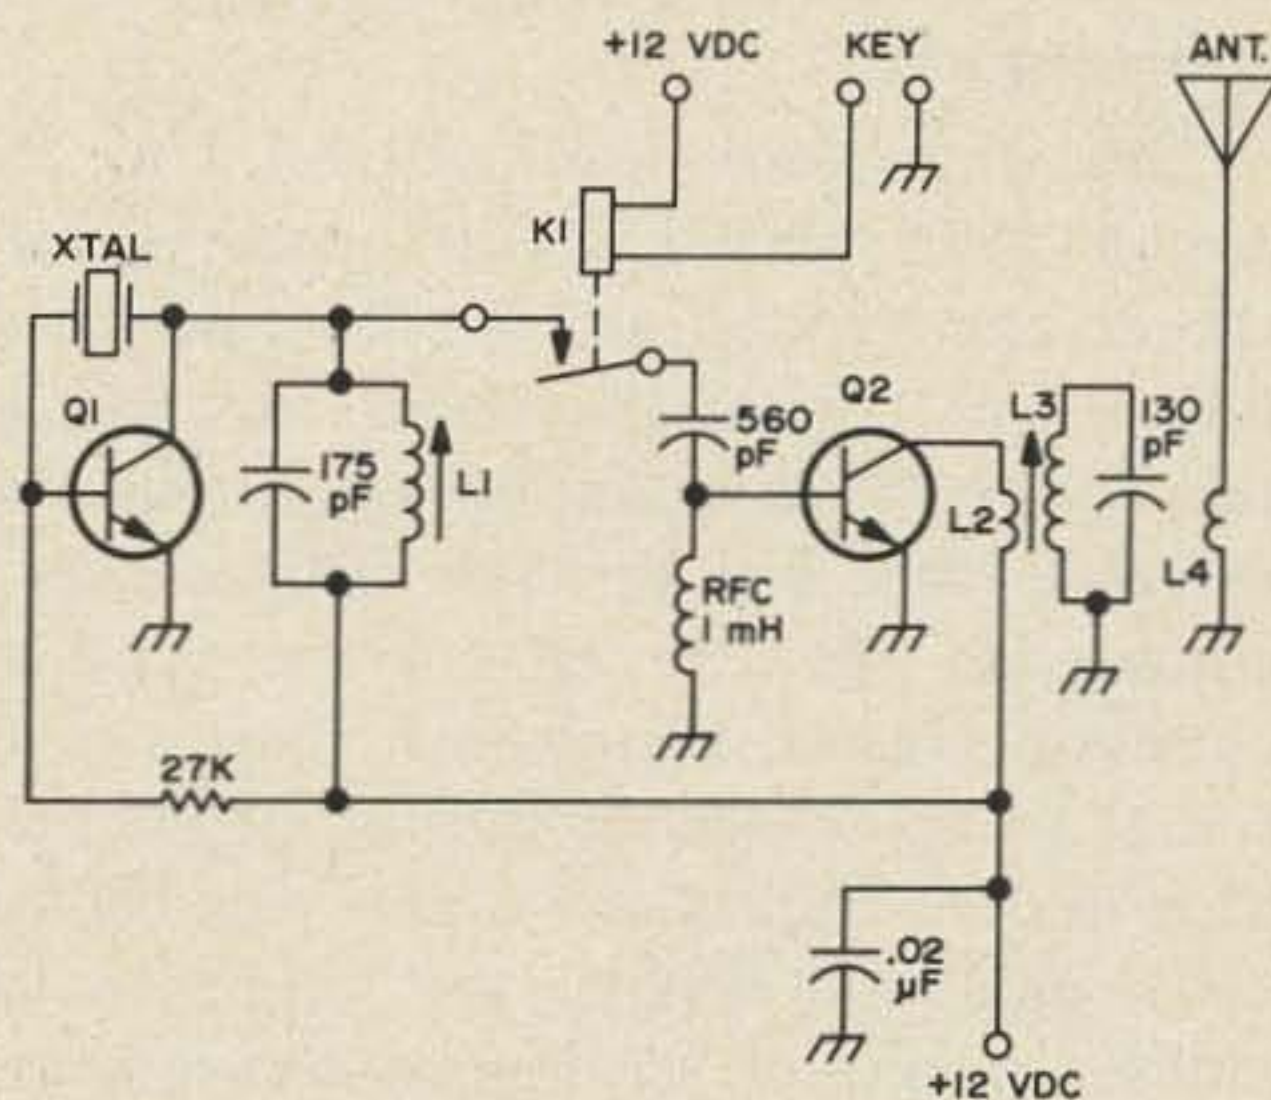 +12 VDC
KEY
ANT.
K1
XTAL
Q1
175
pF
L1
560
pF
Q2
L3
130
pF
L2
L4
RFC
1 mH
27K
.02
µF
+12 VDC